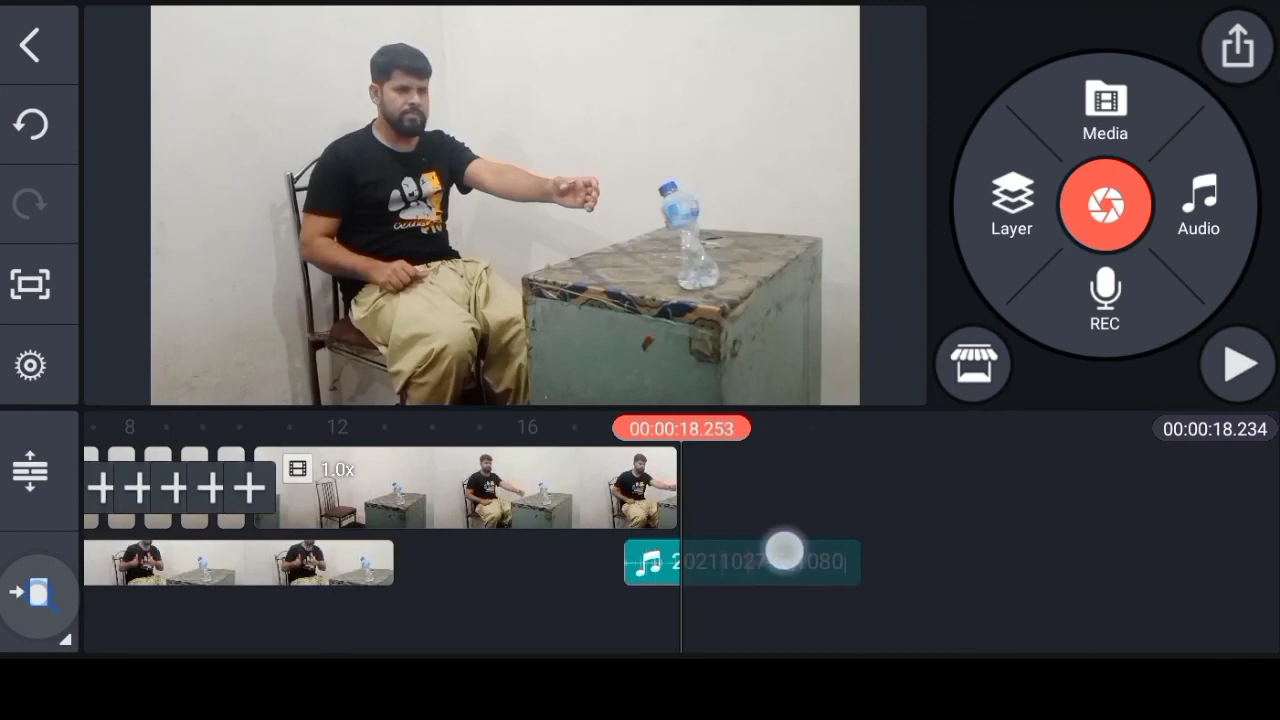 Media
Layer
Audio
REC
8
12
16
00:00:18.253
00:00:18.234
1.0x